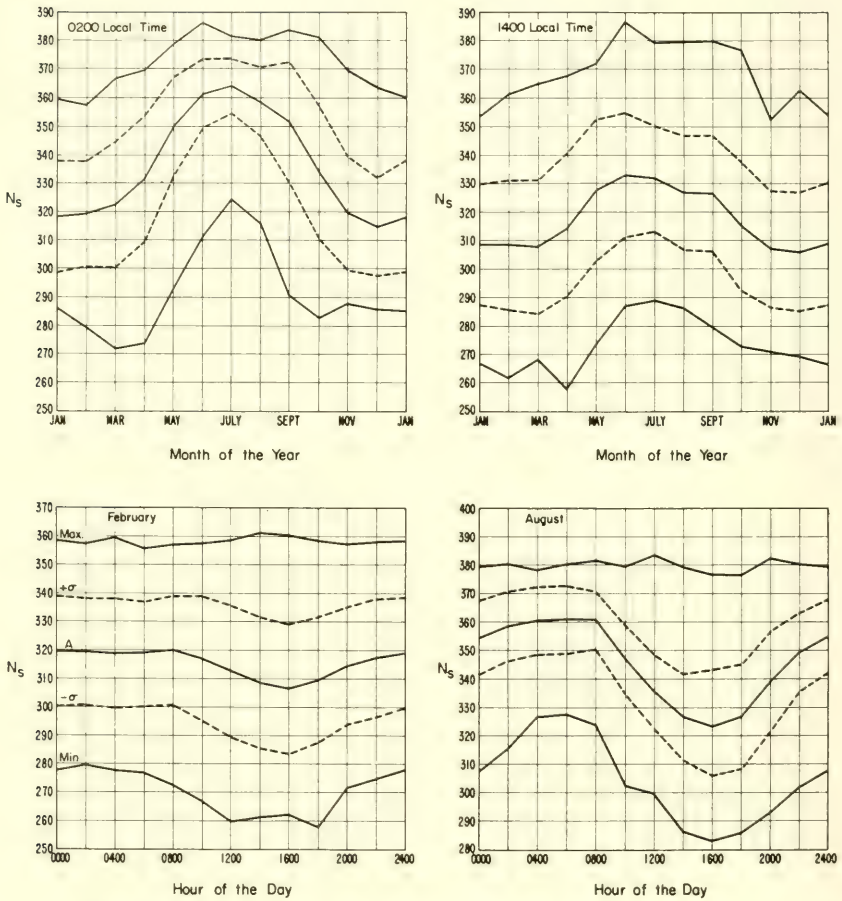 0200 Local Time
390
380
370
360
350
340
330
320
310
300
290
280
270
260
250
Ns
JAN MAR MAY JULY SEPT NOV JAN
Month of the Year
1400 Local Time
390
380
370
360
350
340
330
320
310
300
290
280
270
260
250
Ns
JAN MAR MAY JULY SEPT NOV JAN
Month of the Year
February
370
360
350
340
330
320
310
300
290
280
270
260
250
Ns
Max.
+σ
A
-σ
Min
0000 0400 0800 1200 1600 2000 2400
Hour of the Day
August
400
390
380
370
360
350
340
330
320
310
300
290
280
Ns
0000 0400 0800 1200 1600 2000 2400
Hour of the Day